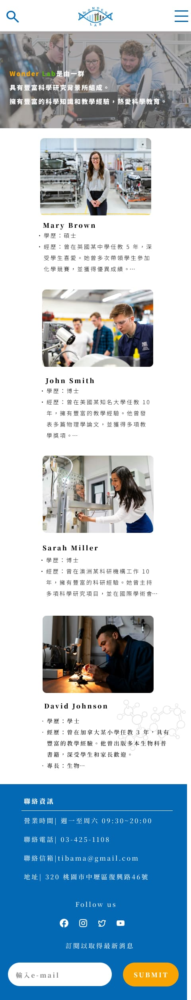 WONDER
LAB
Wonder Lab是由一群
具有豐富科學研究背景所組成。
擁有豐富的科學知識和教學經驗，熱愛科學教育。
Mary Brown
・學歷：碩士
・經歷：曾在英國某中學任教 5 年，深
受學生喜愛。她曾多次帶領學生參加
化學競賽，並獲得優異成績。…
John Smith
・學歷：博士
・經歷：曾在美國某知名大學任教 10
年，擁有豐富的教學經驗。他曾發
表多篇物理學論文，並獲得多項教
學獎項。…
Sarah Miller
・學歷：博士
・經歷：曾在澳洲某科研機構工作 10
年，擁有豐富的科研經驗。她曾主持
多項科學研究項目，並在國際學術會…
David Johnson
· 學歷：學士
· 經歷：曾在加拿大某小學任教 3 年，具有
豐富的教學經驗。他曾出版多本生物科普
書籍，深受學生和家長歡迎。
· 專長：生物…
聯絡資訊
營業時間| 週一至周六 09:30~20:00
聯絡電話| 03-425-1108
聯絡信箱|tibama@gmail.com
地址| 320 桃園市中壢區復興路46號
Follow us
訂閱以取得最新消息
輸入e-mail
SUBMIT